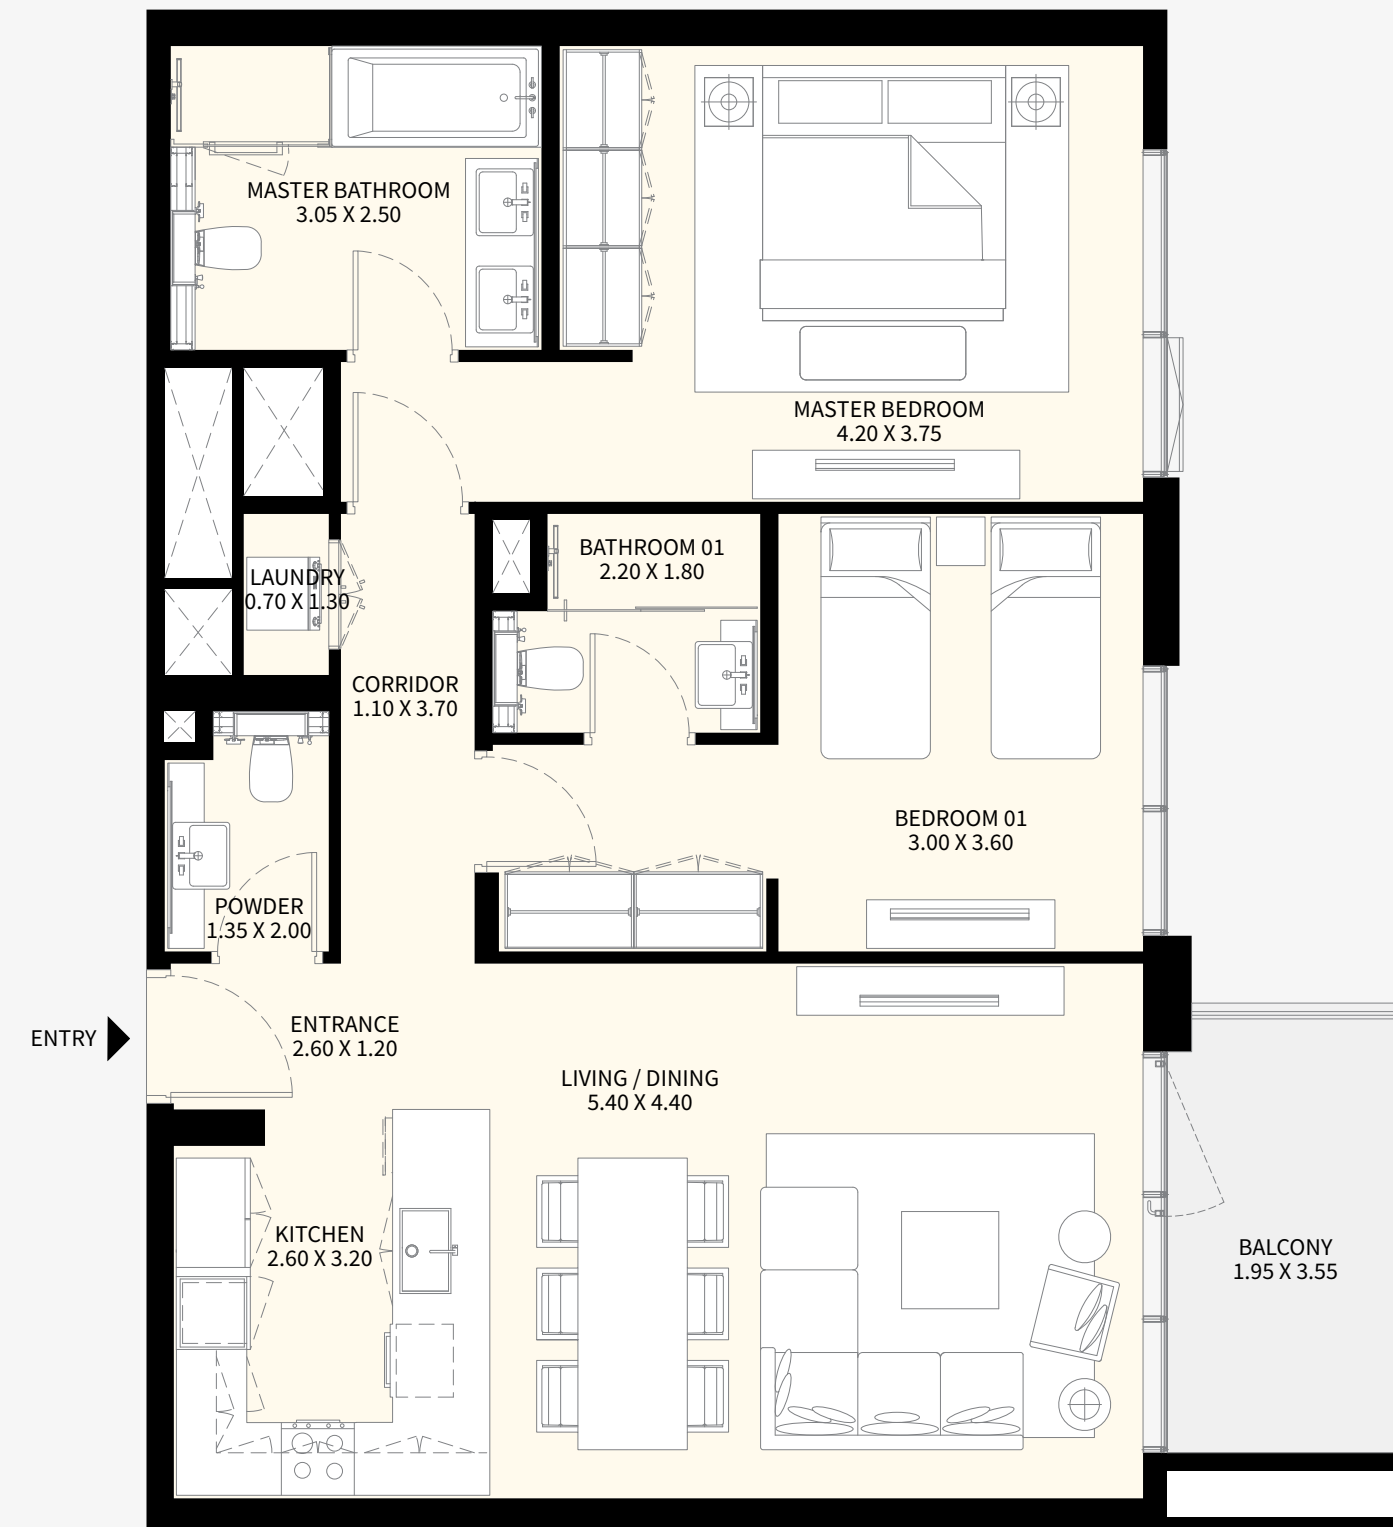 MASTER BATHROOM
3.05 X 2.50
MASTER BEDROOM
4.20 X 3.75
BATHROOM 01
2.20 X 1.80
LAUNDRY
0.70 X 1.30
CORRIDOR
1.10 X 3.70
BEDROOM 01
3.00 X 3.60
POWDER
1.35 X 2.00
ENTRY
ENTRANCE
2.60 X 1.20
LIVING / DINING
5.40 X 4.40
KITCHEN
2.60 X 3.20
BALCONY
1.95 X 3.55